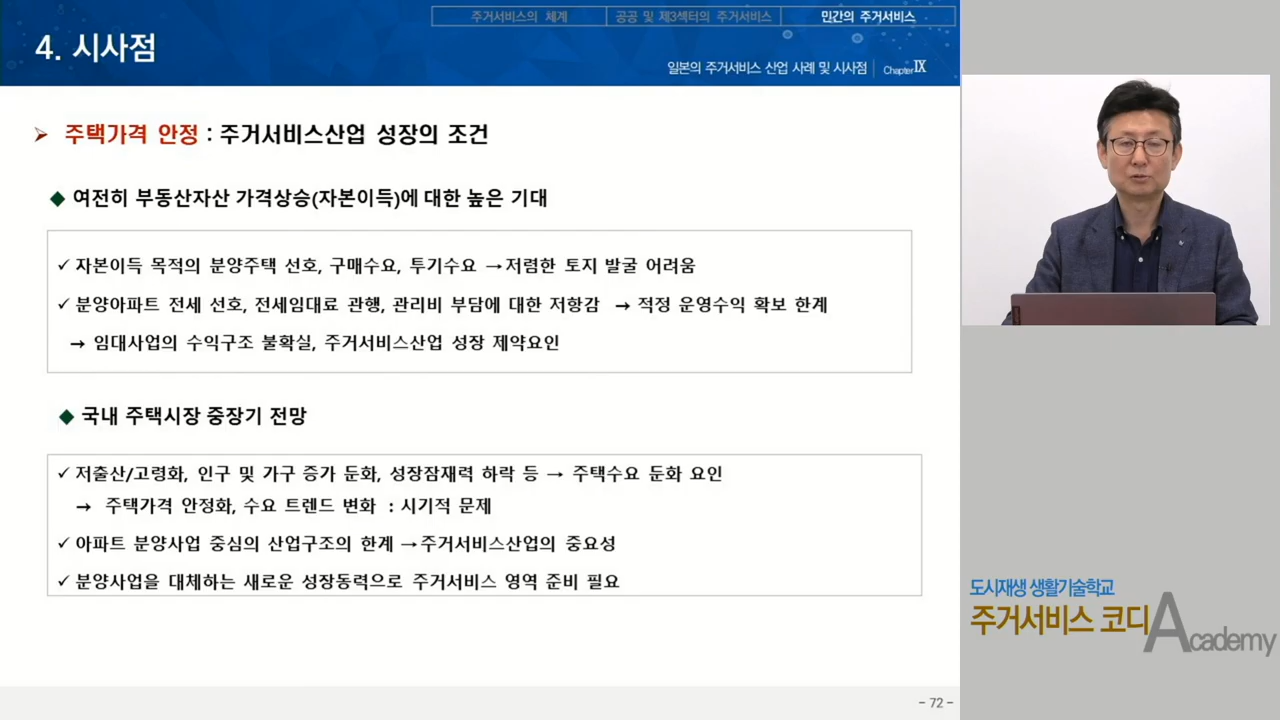 주거서비스의 체계
공공 및 제3섹터의 주거서비스
민간의 주거서비스
4. 시사점
일본의 주거서비스 산업 사례 및 시사점 Chapter Ⅸ
➢ 주택가격 안정 : 주거서비스산업 성장의 조건
◆ 여전히 부동산자산 가격상승(자본이득)에 대한 높은 기대
✓ 자본이득 목적의 분양주택 선호, 구매수요, 투기수요 →저렴한 토지 발굴 어려움
✓ 분양아파트 전세 선호, 전세임대료 관행, 관리비 부담에 대한 저항감 → 적정 운영수익 확보 한계
→ 임대사업의 수익구조 불확실, 주거서비스산업 성장 제약요인
◆ 국내 주택시장 중장기 전망
✓ 저출산/고령화, 인구 및 가구 증가 둔화, 성장잠재력 하락 등 → 주택수요 둔화 요인
→ 주택가격 안정화, 수요 트렌드 변화 : 시기적 문제
✓ 아파트 분양사업 중심의 산업구조의 한계 →주거서비스산업의 중요성
✓ 분양사업을 대체하는 새로운 성장동력으로 주거서비스 영역 준비 필요
도시재생 생활기술학교
주거서비스 코디 Academy
- 72 -